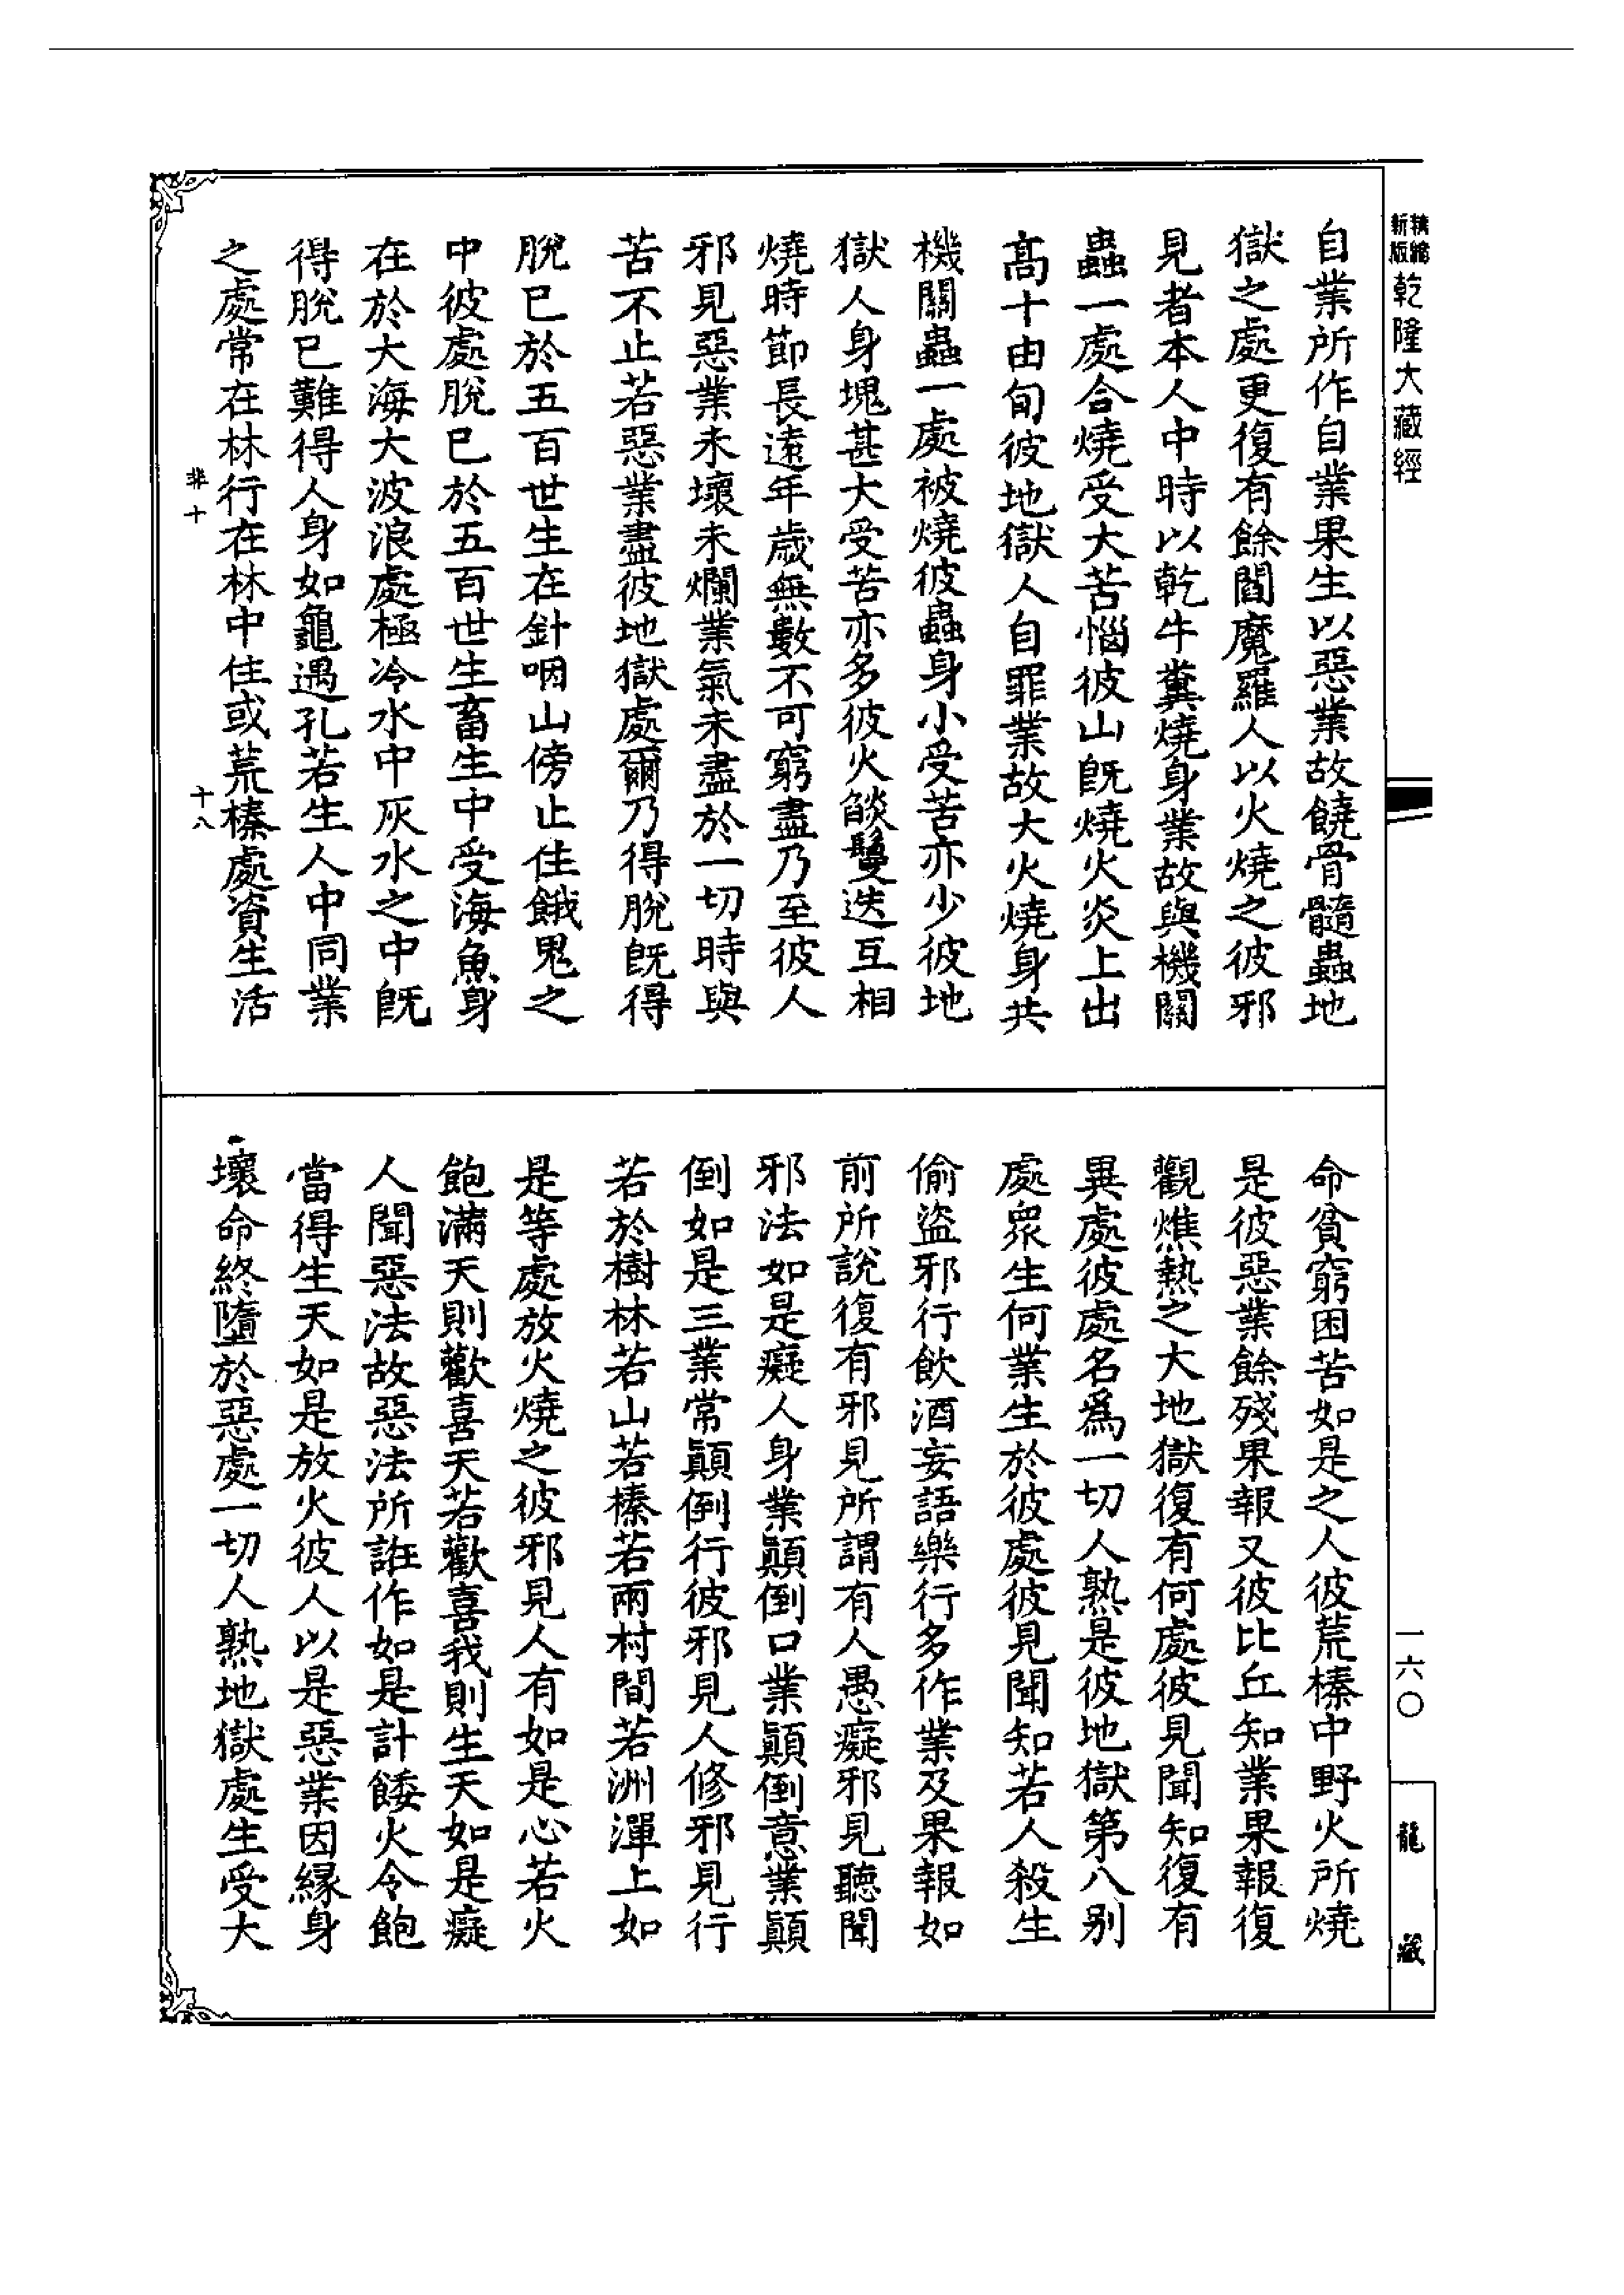 精縮新版乾隆大藏經
一六〇
龍藏
自業所作自業果生以惡業故饒骨髓蟲地
獄之處更復有餘閻魔羅人以火燒之彼邪
見者本人中時以乾牛糞燒身業故與機關
蟲一處合燒受大苦惱彼山旣燒火炎上出
高十由旬彼地獄人自罪業故大火燒身共
機關蟲一處被燒彼蟲身小受苦亦少彼地
獄人身塊甚大受苦亦多彼火燄鬘迭互相
燒時節長遠年歲無數不可窮盡乃至彼人
邪見惡業未壞未爛業氣未盡於一切時與
苦不止若惡業盡彼地獄處爾乃得脫旣得
脫已於五百世生在針咽山傍止住餓鬼之
中彼處脫已於五百世生畜生中受海魚身
在於大海大波浪處極冷水中灰水之中旣
得脫已難得人身如龜遇孔若生人中同業
之處常在林行在林中住或荒榛處資生活
非十
十八
命貧窮困苦如是之人彼荒榛中野火所燒
是彼惡業餘殘果報又彼比丘知業果報復
觀燋熱之大地獄復有何處彼見聞知復有
異處彼處名爲一切人熟是彼地獄第八别
處衆生何業生於彼處彼見聞知若人殺生
偷盜邪行飲酒妄語樂行多作業及果報如
前所說復有邪見所謂有人愚癡邪見聽聞
邪法如是癡人身業顚倒口業顚倒意業顚
倒如是三業常顚倒行彼邪見人修邪見行
若於樹林若山若榛若兩村間若洲潬上如
是等處放火燒之彼邪見人有如是心若火
飽滿天則歡喜天若歡喜我則生天如是癡
人聞惡法故惡法所誑作如是計餧火令飽
當得生天如是放火彼人以是惡業因緣身
壞命終墮於惡處一切人熟地獄處生受大